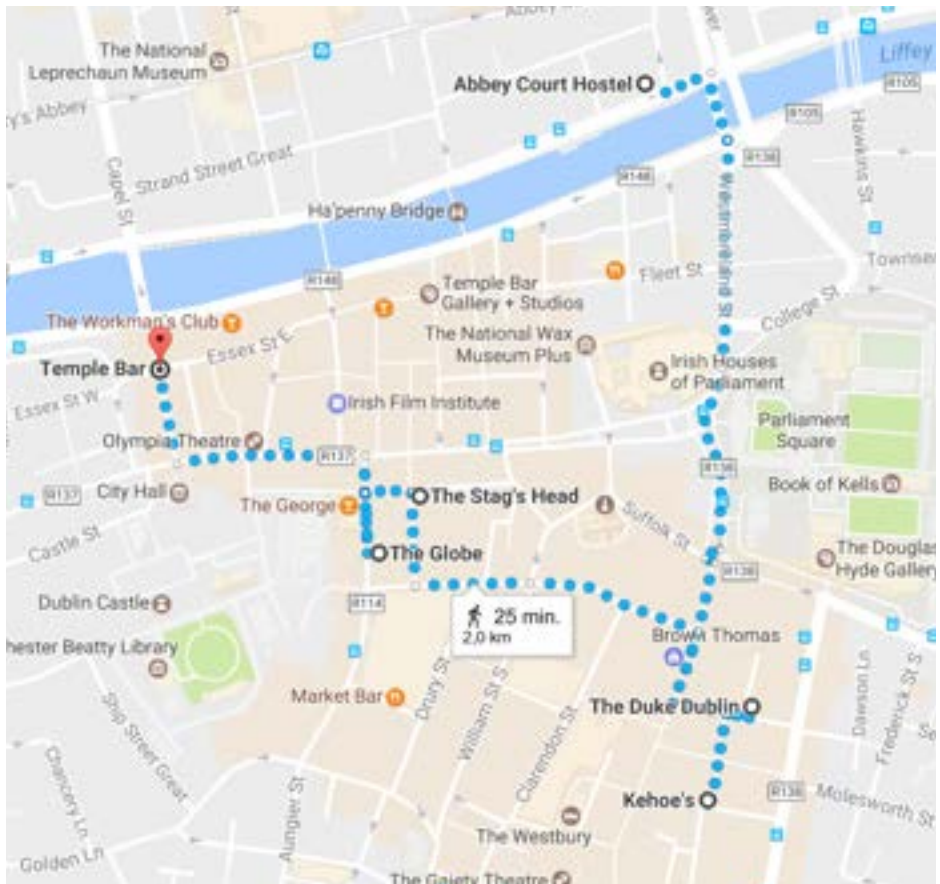 Abbey
The National
Leprechaun Museum
Liffey
Abbey Court Hostel
R105
R105
y's Abbey
Hawkins St
Strand Street Great
R138
Capel St
R148
Westmoreland St
Ha'penny Bridge
Townsen
Fleet St
R148
Temple Bar
Gallery + Studios
College St
The Workman's Club
Essex St E
The National Wax
Museum Plus
Temple Bar
Irish Houses
of Parliament
Essex St W
Irish Film Institute
Parliament
Square
Olympia Theatre
R137
R138
R137
City Hall
The Stag's Head
Book of Kells
The George
Suffolk St
Castle St
The Globe
The Douglas
Hyde Gallery
R138
Dublin Castle
R114
25 min.
2,0 km
Brown Thomas
hester Beatty Library
Drury St
William St S
Market Bar
The Duke Dublin
Dawson Ln
Frederick St S
Ship Street Great
Clarendon St
Se
Kehoe's
R138
Molesworth St
Chancery Ln
Aungier St
The Westbury
Golden Ln
The Gaiety Theatre